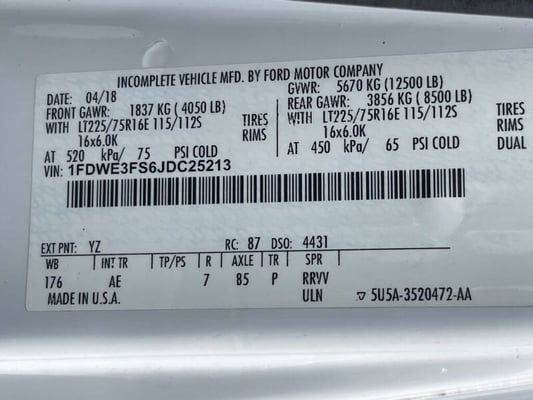 INCOMPLETE VEHICLE MFD. BY FORD MOTOR COMPANY
DATE: 04/18 GVWR: 5670 KG (12500 LB)
FRONT GAWR: 1837 KG ( 4050 LB) REAR GAWR: 3856 KG ( 8500 LB)
WITH LT225/75R16E 115/112S TIRES WITH LT225/75R16E 115/112S TIRES
16x6.0K RIMS 16x6.0K RIMS
AT 520 kPa/ 75 PSI COLD AT 450 kPa/ 65 PSI COLD DUAL
VIN: 1FDWE3FS6JDC25213
EXT PNT: YZ RC: 87 DSO: 4431
WB INT TR TP/PS R AXLE TR SPR
176 AE 7 85 P RRVV
MADE IN U.S.A. ULN ▽ 5U5A-3520472-AA